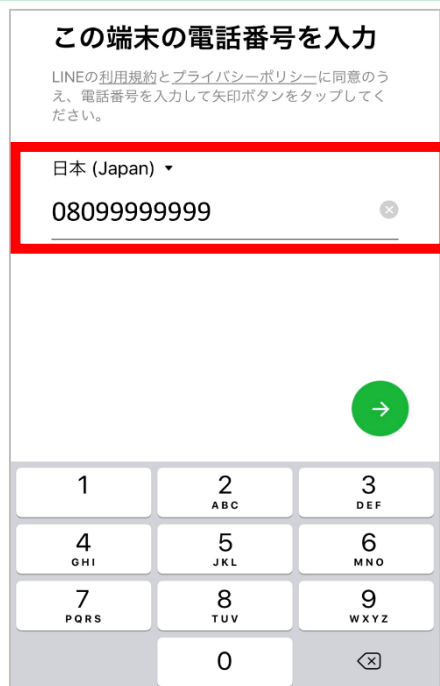 この端末の電話番号を入力
LINEの利用規約とプライバシーポリシーに同意のう
え、電話番号を入力して矢印ボタンをタップしてく
ださい。
日本 (Japan)
08099999999
1 2 3
ABC DEF
4 5 6
GHI JKL MNO
7 8 9
PQRS TUV WXYZ
0